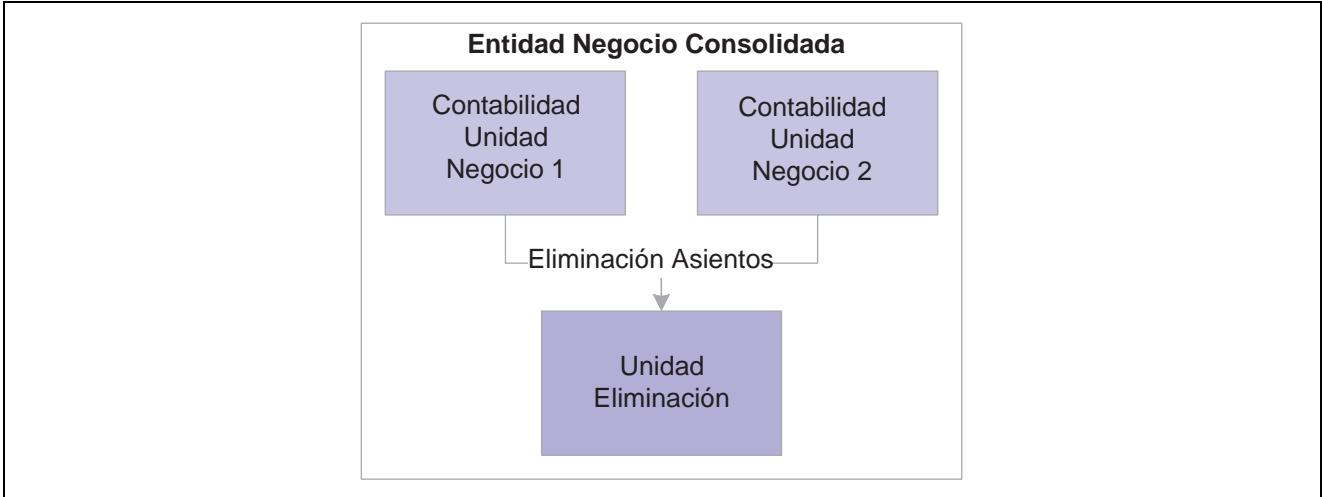 Entidad Negocio Consolidada
Contabilidad
Unidad
Negocio 1
Contabilidad
Unidad
Negocio 2
Eliminación Asientos
Unidad
Eliminación